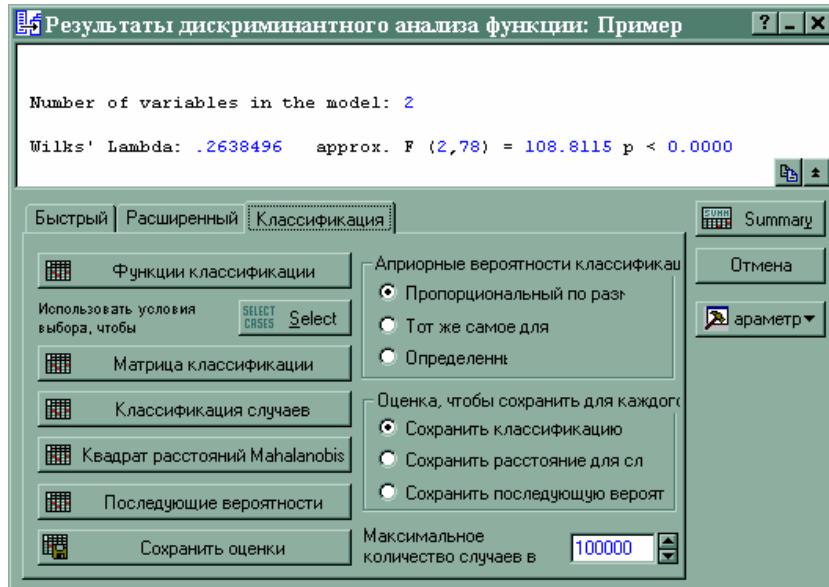 Результаты дискриминантного анализа функции: Пример
Number of variables in the model: 2
Wilks' Lambda: .2638496 approx. F (2,78) = 108.8115 p < 0.0000
Быстрый Расширенный Классификация
Функции классификации
Использовать условия
выбора, чтобы
SELECT
CASES
Select
Матрица классификации
Классификация случаев
Квадрат расстояний Mahalanobis
Последующие вероятности
Сохранить оценки
Априорные вероятности классификац
Пропорциональный по разм
Тот же самое для
Определенны
Оценка, чтобы сохранить для каждого
Сохранить классификацию
Сохранить расстояние для сл
Сохранить последующую вероят
Максимальное
количество случаев в
100000
SUMM
Summary
Отмена
араметр